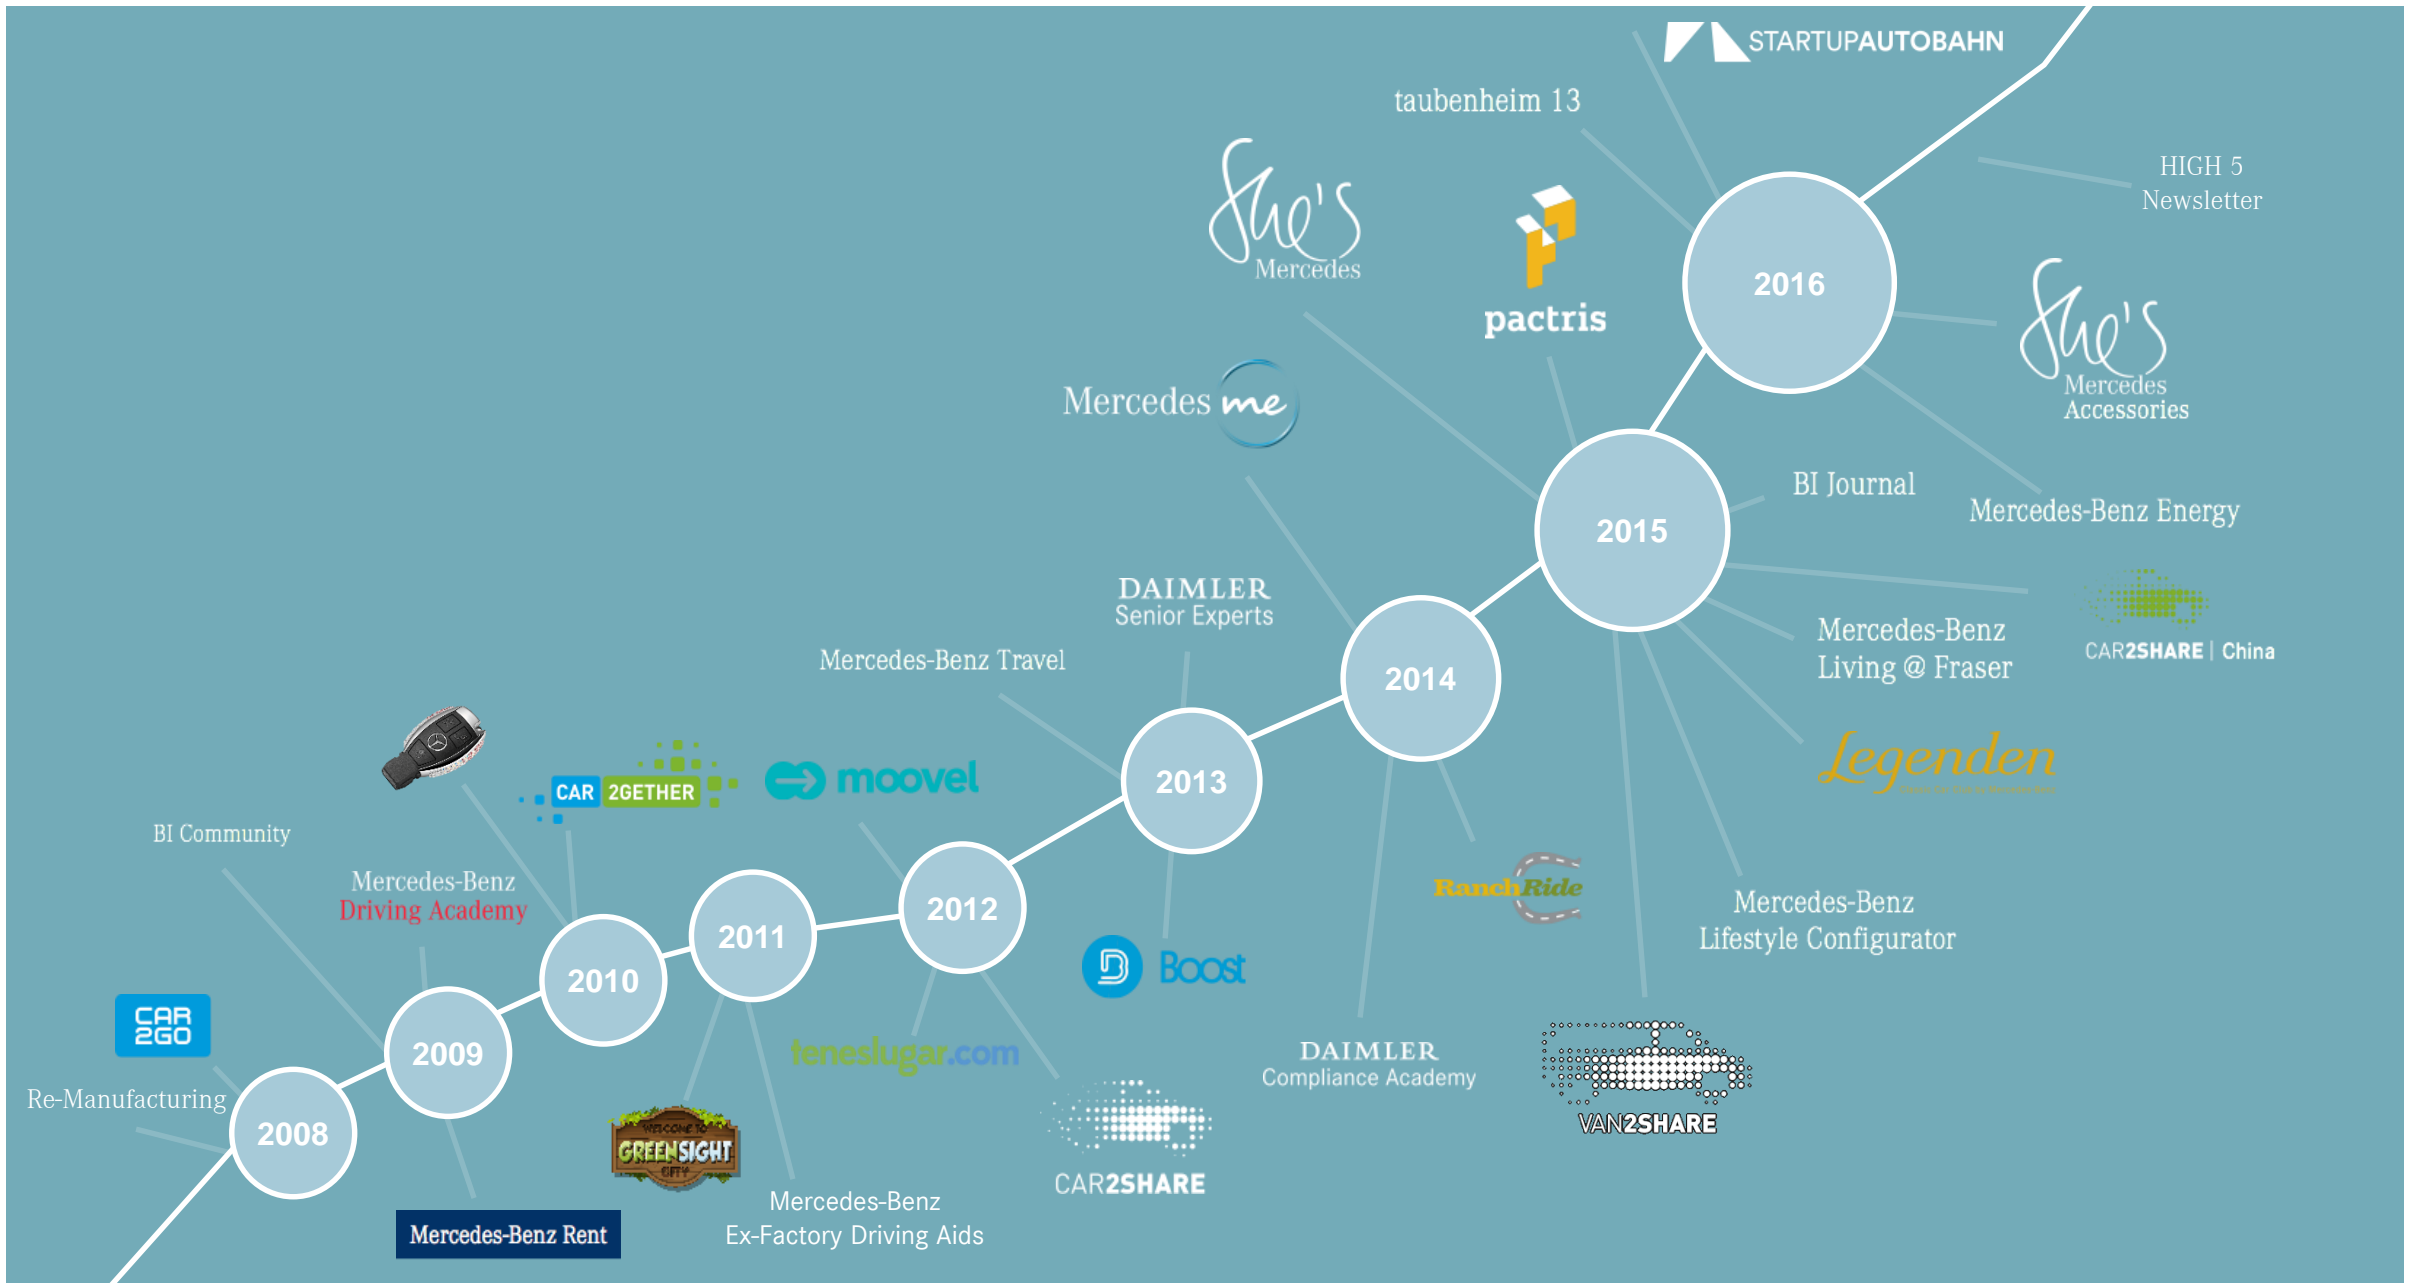 STARTUPAUTOBAHN
taubenheim 13
HIGH 5
Newsletter
She's
Mercedes
pactris
2016
She's
Mercedes
Accessories
Mercedes me
BI Journal
Mercedes-Benz Energy
2015
DAIMLER
Senior Experts
Mercedes-Benz
Living @ Fraser
CAR2SHARE | China
Mercedes-Benz Travel
2014
Legenden
CAR 2GETHER
moovel
2013
BI Community
Mercedes-Benz
Driving Academy
RanchRide
2012
Mercedes-Benz
Lifestyle Configurator
2011
2010
B Boost
CAR
2GO
2009
teneslugar.com
DAIMLER
Compliance Academy
Re-Manufacturing
2008
WELCOME TO
GREENSIGHT
CITY
VAN2SHARE
CAR2SHARE
Mercedes-Benz Rent
Mercedes-Benz
Ex-Factory Driving Aids